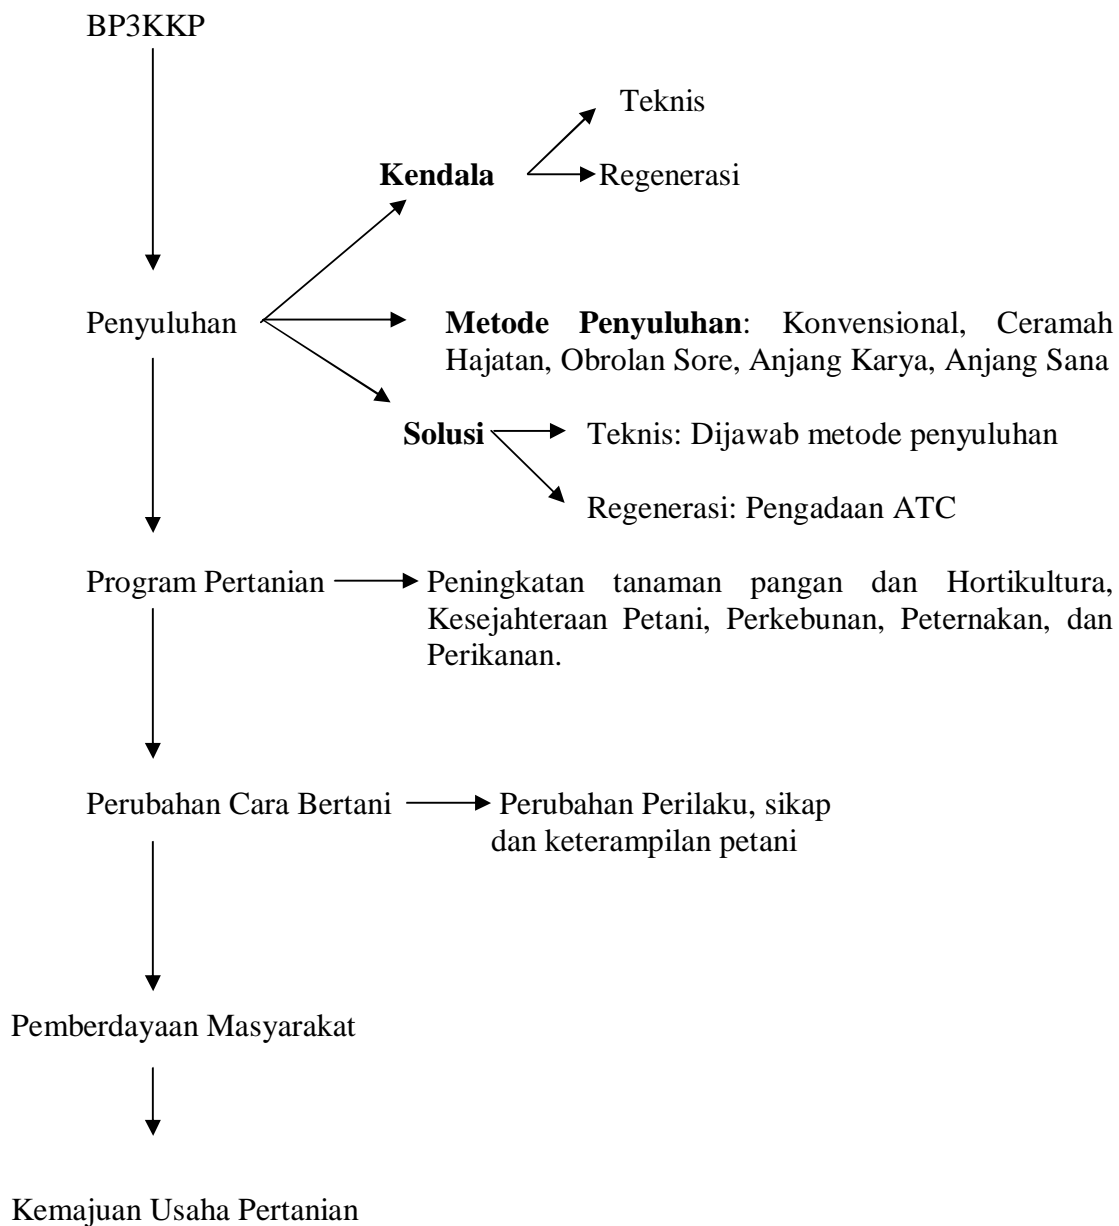 BP3KKP
Teknis
Kendala
Regenerasi
Penyuluhan
Metode Penyuluhan: Konvensional, Ceramah
Hajatan, Obrolan Sore, Anjang Karya, Anjang Sana
Solusi
Teknis: Dijawab metode penyuluhan
Regenerasi: Pengadaan ATC
Program Pertanian
Peningkatan tanaman pangan dan Hortikultura,
Kesejahteraan Petani, Perkebunan, Peternakan, dan
Perikanan.
Perubahan Cara Bertani
Perubahan Perilaku, sikap
dan keterampilan petani
Pemberdayaan Masyarakat
Kemajuan Usaha Pertanian